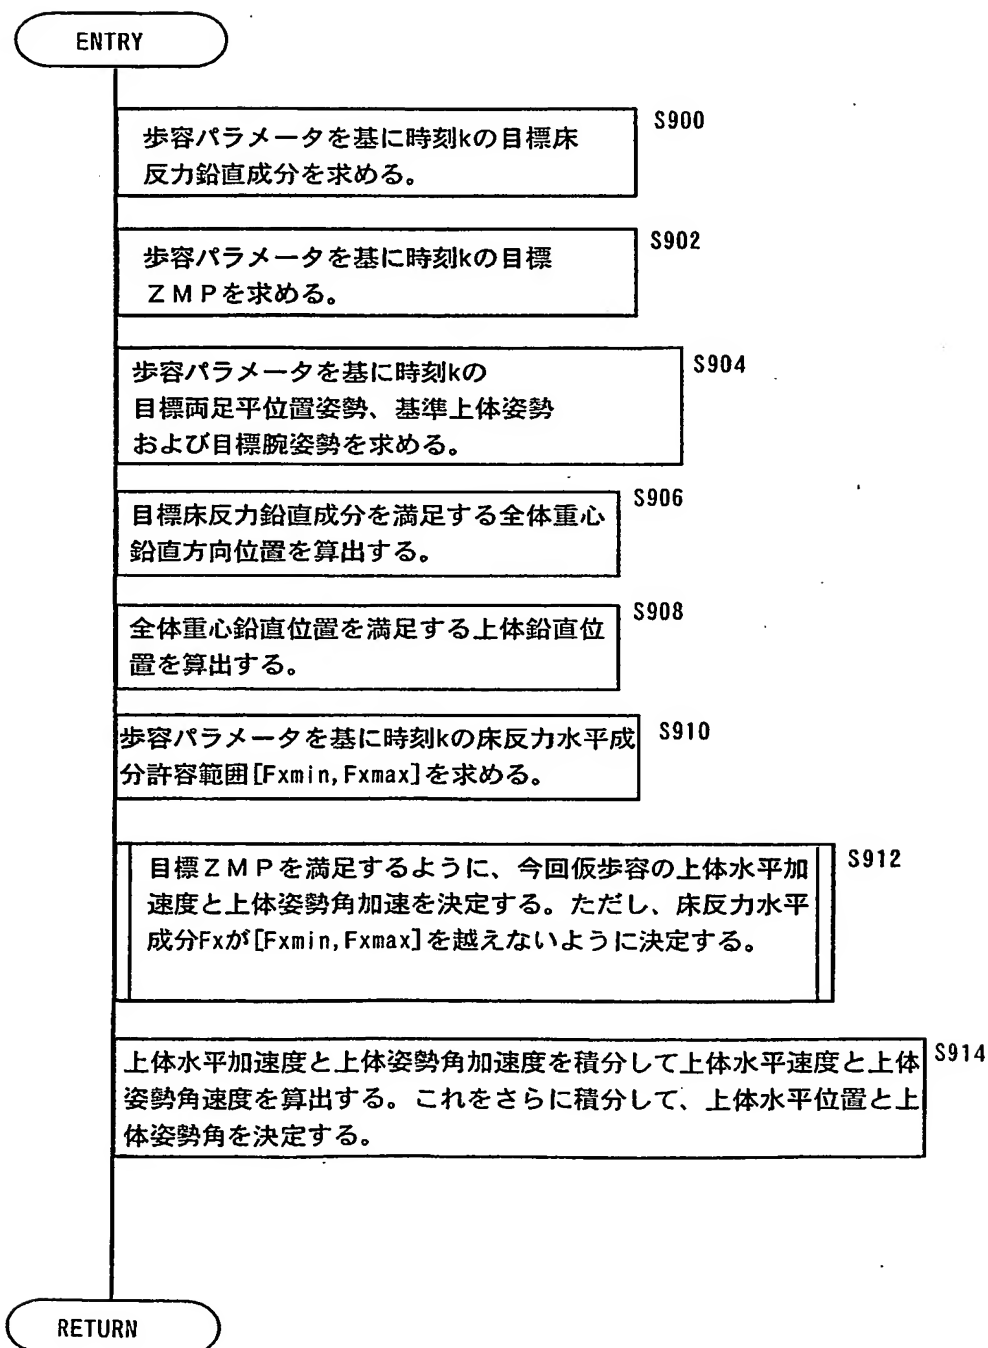 ENTRY
S900
歩容パラメータを基に時刻kの目標床
反力鉛直成分を求める。
S902
歩容パラメータを基に時刻kの目標
ＺＭＰを求める。
S904
歩容パラメータを基に時刻kの
目標両足平位置姿勢、基準上体姿勢
および目標腕姿勢を求める。
S906
目標床反力鉛直成分を満足する全体重心
鉛直方向位置を算出する。
S908
全体重心鉛直位置を満足する上体鉛直位
置を算出する。
S910
歩容パラメータを基に時刻kの床反力水平成
分許容範囲[Fxmin,Fxmax]を求める。
S912
目標ＺＭＰを満足するように、今回仮歩容の上体水平加
速度と上体姿勢角加速を決定する。ただし、床反力水平
成分Fxが[Fxmin,Fxmax]を越えないように決定する。
S914
上体水平加速度と上体姿勢角加速度を積分して上体水平速度と上体
姿勢角速度を算出する。これをさらに積分して、上体水平位置と上
体姿勢角を決定する。
RETURN